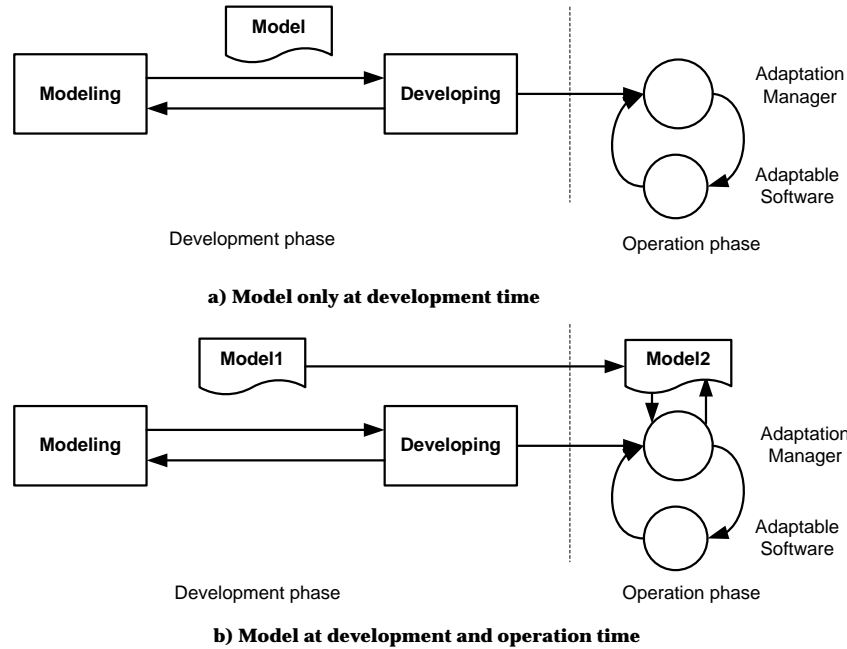 Model
Modeling
Developing
Adaptation
Manager
Adaptable
Software
Development phase
Operation phase
a) Model only at development time
Model1
Model2
Modeling
Developing
Adaptation
Manager
Adaptable
Software
Development phase
Operation phase
b) Model at development and operation time